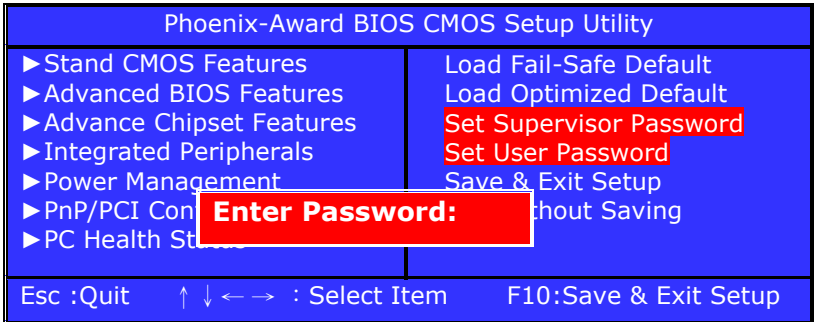 Phoenix-Award BIOS CMOS Setup Utility
►Stand CMOS Features
►Advanced BIOS Features
►Advance Chipset Features
►Integrated Peripherals
►Power Management
►PnP/PCI Con
►PC Health Status
Load Fail-Safe Default
Load Optimized Default
Set Supervisor Password
Set User Password
Save & Exit Setup
hout Saving
Enter Password:
Esc :Quit ↑↓←→ : Select Item F10:Save & Exit Setup